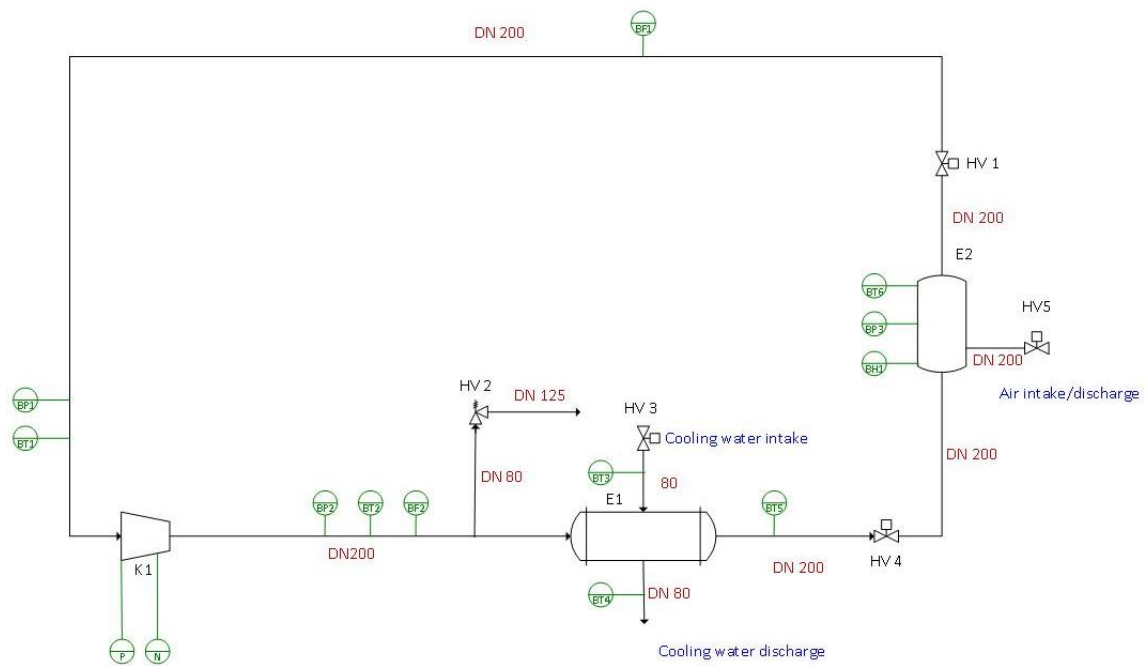 BF1
DN 200
HV 1
DN 200
E2
BT6
HV5
BP3
BH1
DN 200
BP1
HV 2
DN 125
HV 3
Air intake/discharge
BT1
Cooling water intake
DN 200
BT3
80
DN 80
E1
BP2
BT2
BF2
BT5
DN200
DN 200
HV 4
K1
BT4
DN 80
P
N
Cooling water discharge